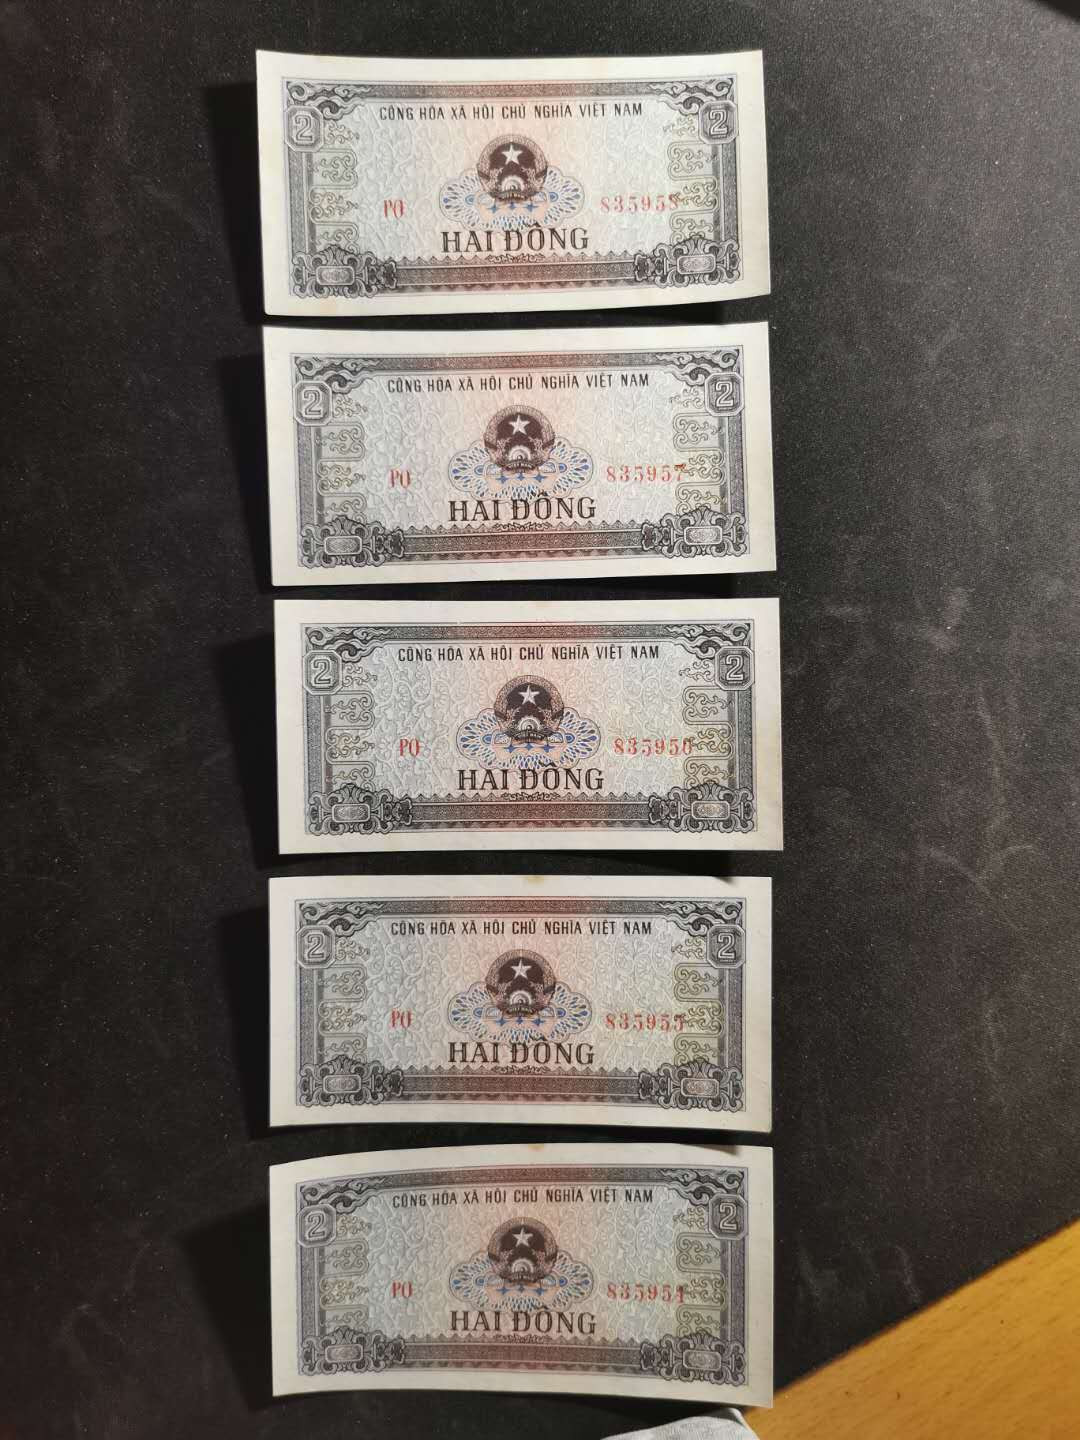 CỘNG HÒA XÃ HỘI CHỦ NGHĨA VIỆT NAM
2 2
PO 835958
HAI ĐỒNG
CỘNG HÒA XÃ HỘI CHỦ NGHĨA VIỆT NAM
2 2
PO 835957
HAI ĐỒNG
CỘNG HÒA XÃ HỘI CHỦ NGHĨA VIỆT NAM
2 2
PO 835956
HAI ĐỒNG
CỘNG HÒA XÃ HỘI CHỦ NGHĨA VIỆT NAM
2 2
PO 835955
HAI ĐỒNG
CỘNG HÒA XÃ HỘI CHỦ NGHĨA VIỆT NAM
2 2
PO 835954
HAI ĐỒNG